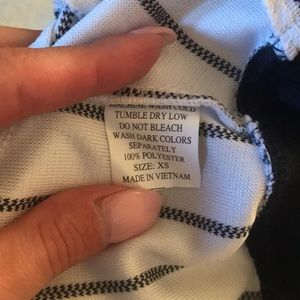 MACHINE WASH COLD
TUMBLE DRY LOW
DO NOT BLEACH
WASH DARK COLORS
SEPARATELY
100% POLYESTER
SIZE: XS
MADE IN VIETNAM